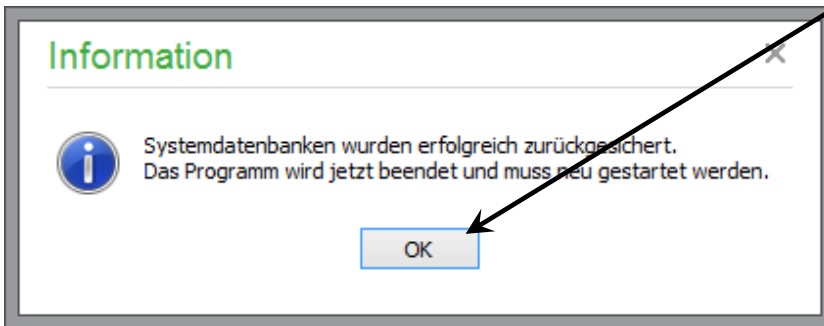 Information
Systemdatenbanken wurden erfolgreich zurückgesichert.
Das Programm wird jetzt beendet und muss neu gestartet werden.
OK